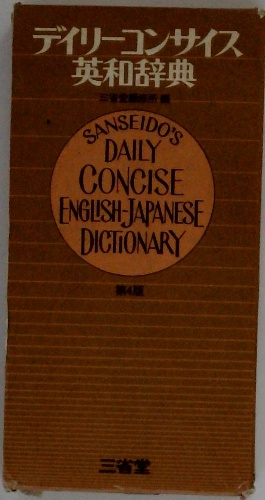 デイリーコンサイス
英和辞典
三省堂編修所 編
SANSEIDO'S
DAILY
CONCISE
ENGLISH-JAPANESE
DICTIONARY
第4版
三省堂